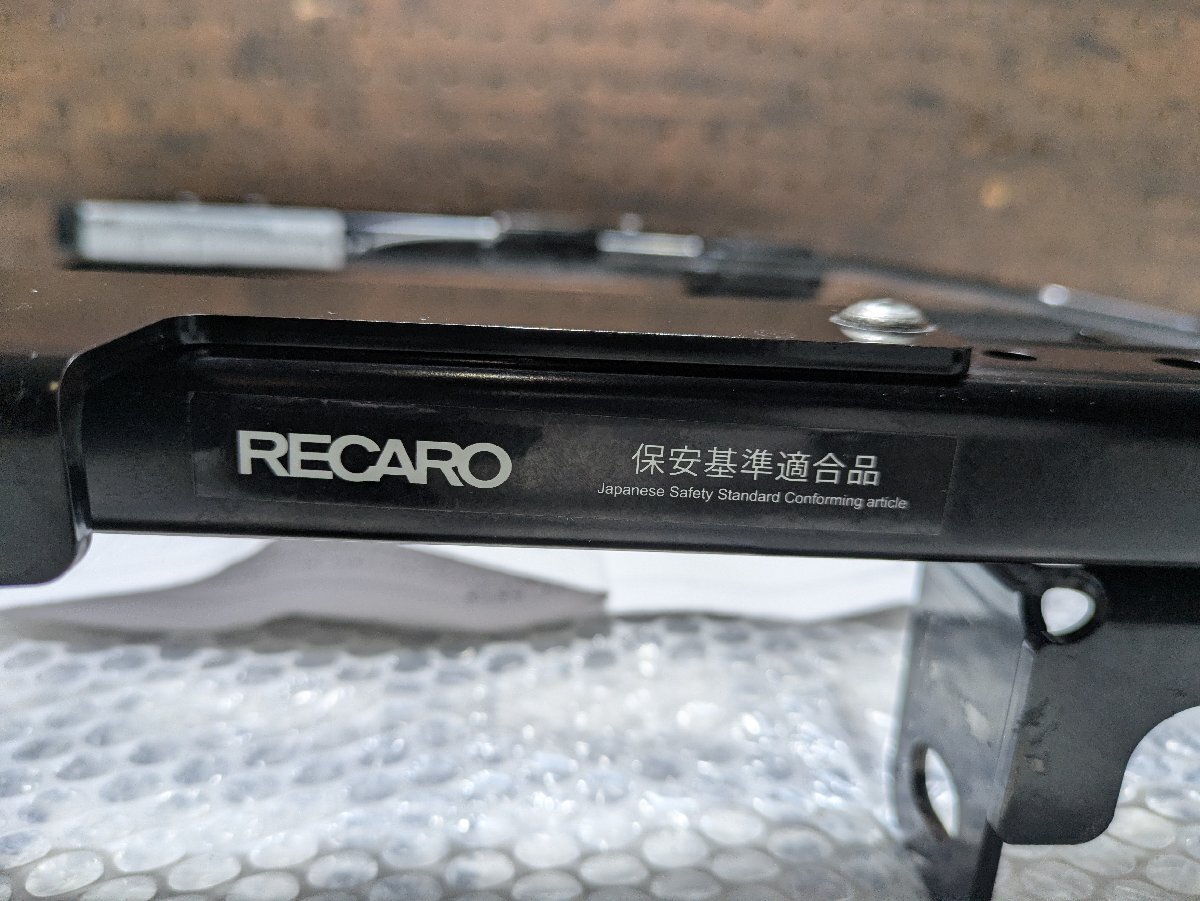 RECARO
保安基準適合品
Japanese Safety Standard Conforming article